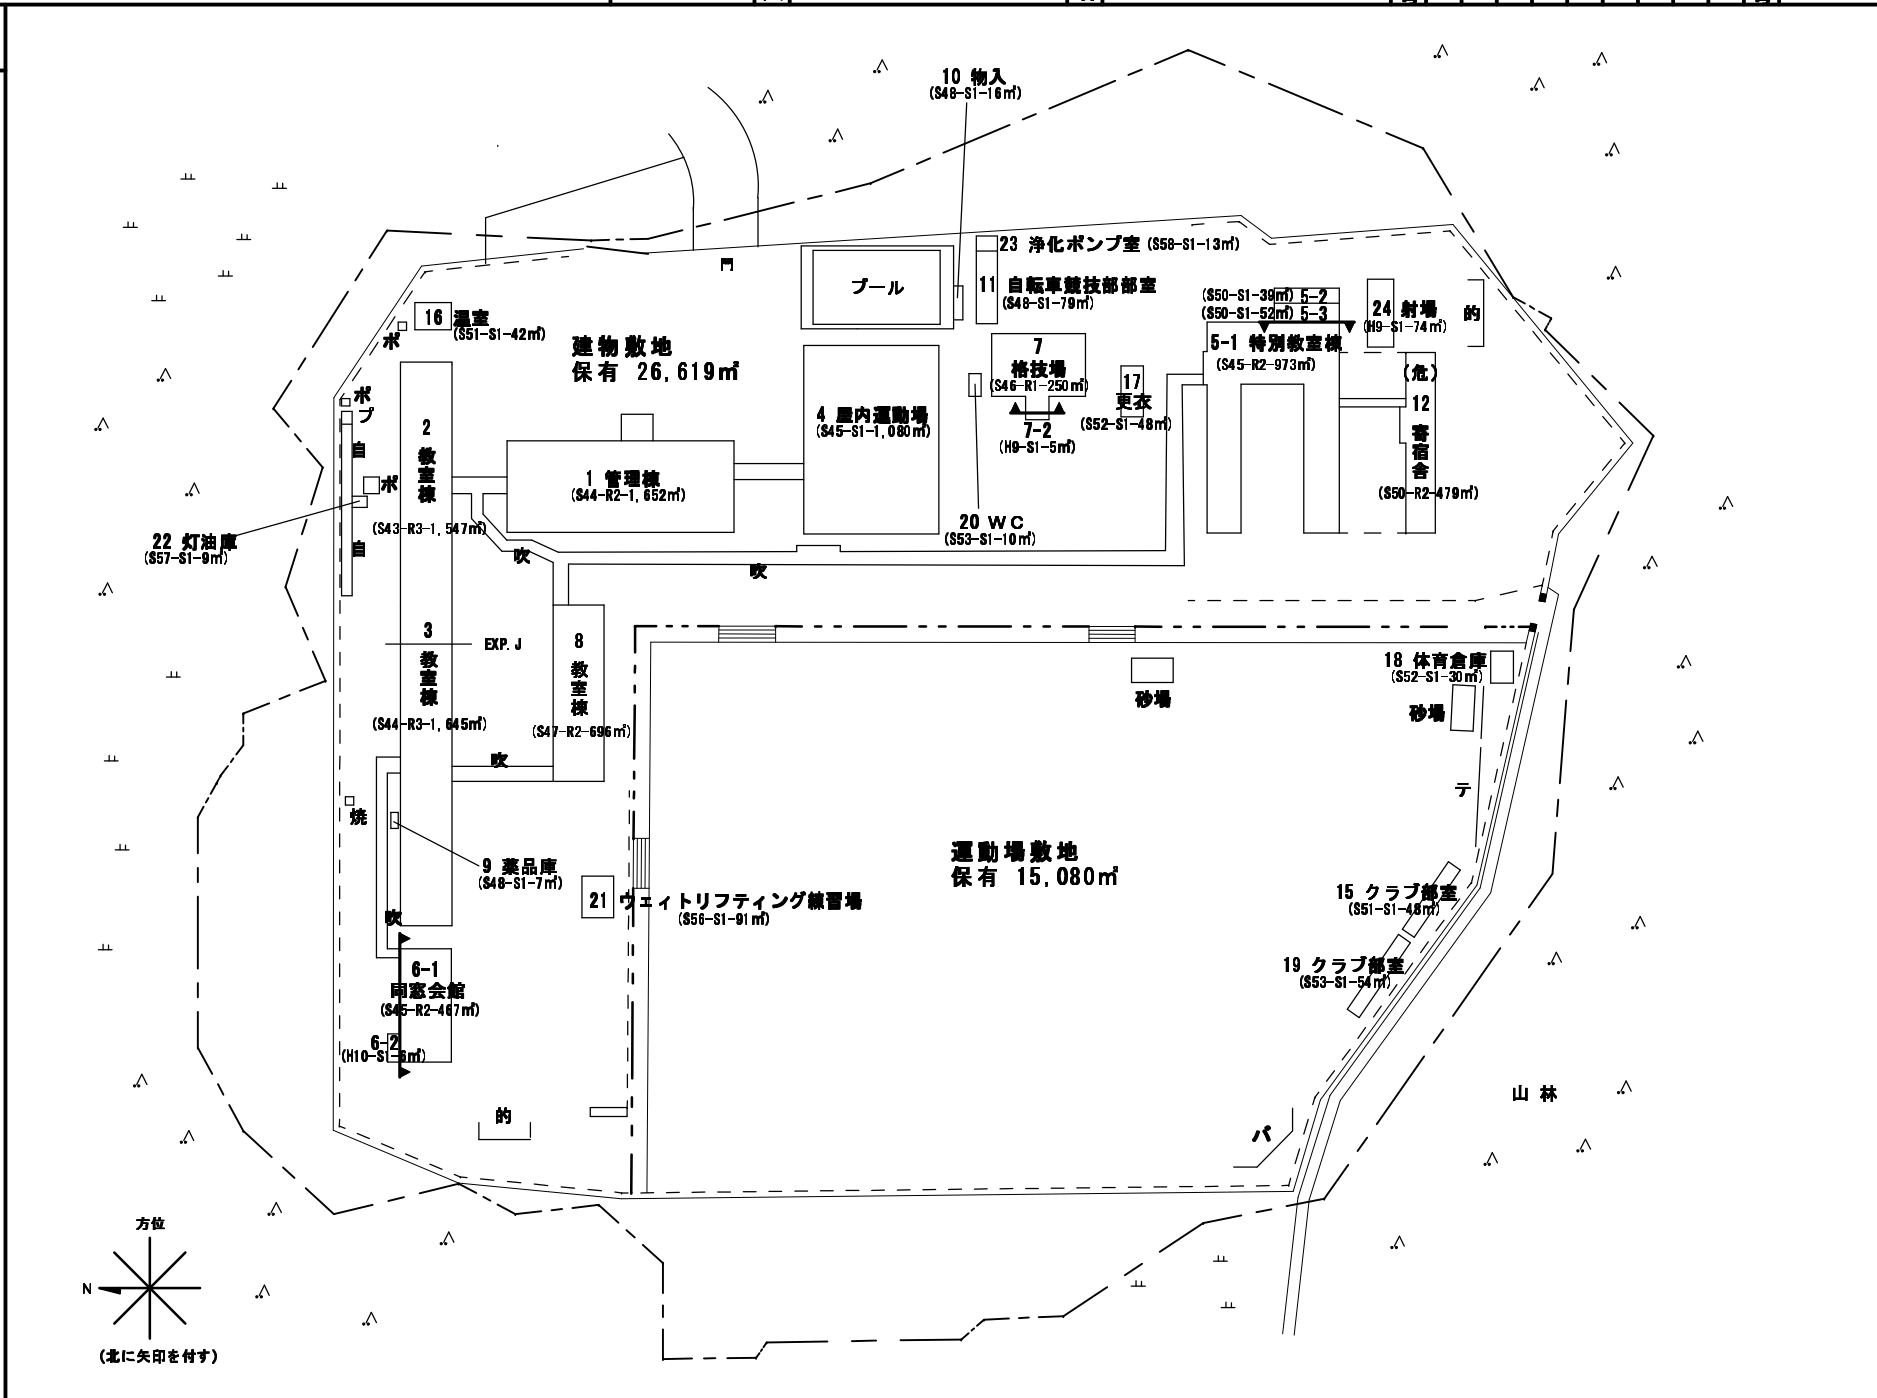 10 物入
(S48-S1-16㎡)
23 浄化ポンプ室 (S58-S1-13㎡)
門
プール
11 自転車競技部部室
(S48-S1-79㎡)
(S50-S1-39㎡) 5-2
(S50-S1-52㎡) 5-3
24 射場
(H9-S1-74㎡)
的
16 温室
(S51-S1-42㎡)
ポ
建物敷地
保有 26,619㎡
7
格技場
(S46-R1-250㎡)
7-2
(H9-S1-5㎡)
5-1 特別教室棟
(S45-R2-973㎡)
17
更衣
(S52-S1-48㎡)
(危)
12
寄宿舎
(S50-R2-479㎡)
ポ
プ
自
ポ
自
2
教室棟
(S43-R3-1,547㎡)
4 屋内運動場
(S45-S1-1,080㎡)
1 管理棟
(S44-R2-1,652㎡)
20 WC
(S53-S1-10㎡)
22 灯油庫
(S57-S1-9㎡)
吹
吹
3
教室棟
(S44-R3-1,645㎡)
EXP.J
8
教室棟
(S47-R2-696㎡)
吹
18 体育倉庫
(S52-S1-30㎡)
砂場
砂場
テ
焼
9 薬品庫
(S48-S1-7㎡)
運動場敷地
保有 15,080㎡
21 ウェイトリフティング練習場
(S56-S1-91㎡)
15 クラブ部室
(S51-S1-48㎡)
吹
6-1
同窓会館
(S45-R2-467㎡)
6-2
(H10-S1-6㎡)
19 クラブ部室
(S53-S1-54㎡)
山林
的
バ
方位
N
(北に矢印を付す)